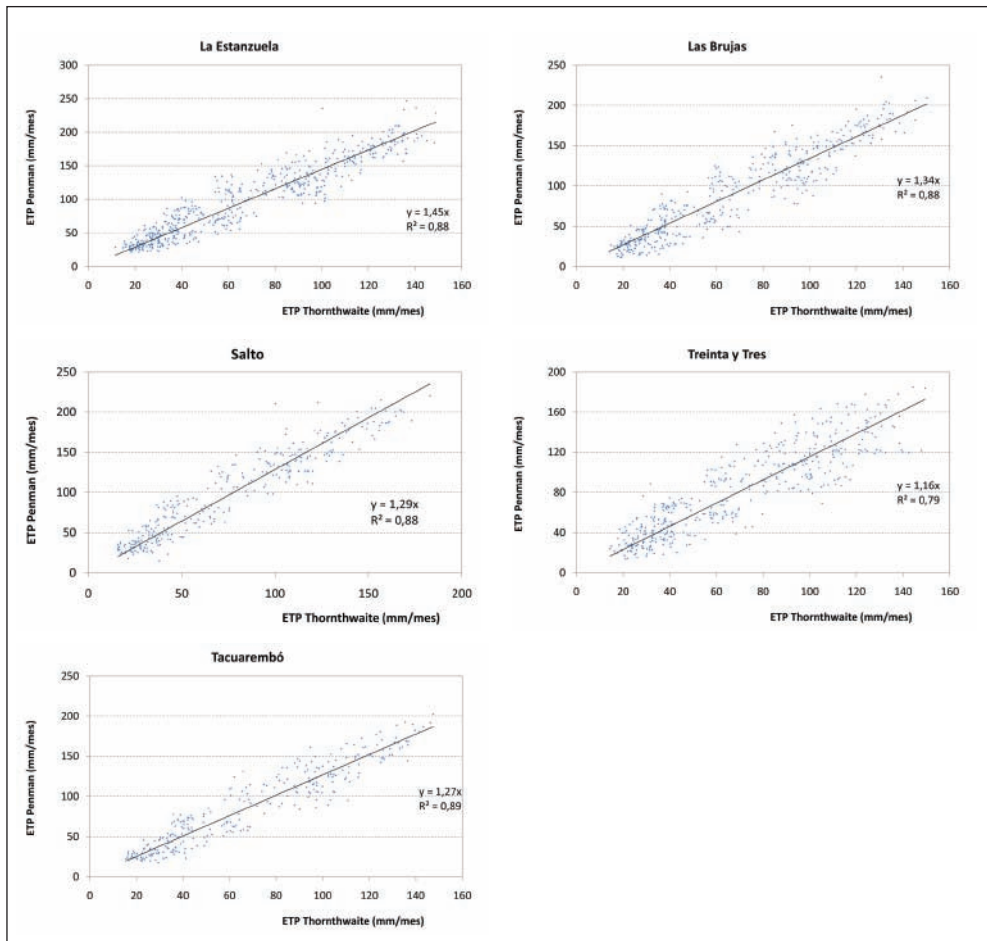 La Estanzuela
ETP Penman (mm/mes)
300
250
200
150
100
50
0
y = 1,45x
R² = 0,88
0 20 40 60 80 100 120 140 160
ETP Thornthwaite (mm/mes)
Las Brujas
ETP Penman (mm/mes)
250
200
150
100
50
0
y = 1,34x
R² = 0,88
0 20 40 60 80 100 120 140 160
ETP Thornthwaite (mm/mes)
Salto
ETP Penman (mm/mes)
250
200
150
100
50
0
y = 1,29x
R² = 0,88
0 50 100 150 200
ETP Thornthwaite (mm/mes)
Treinta y Tres
ETP Penman (mm/mes)
200
160
120
80
40
0
y = 1,16x
R² = 0,79
0 20 40 60 80 100 120 140 160
ETP Thornthwaite (mm/mes)
Tacuarembó
ETP Penman (mm/mes)
250
200
150
100
50
0
y = 1,27x
R² = 0,89
0 20 40 60 80 100 120 140 160
ETP Thornthwaite (mm/mes)